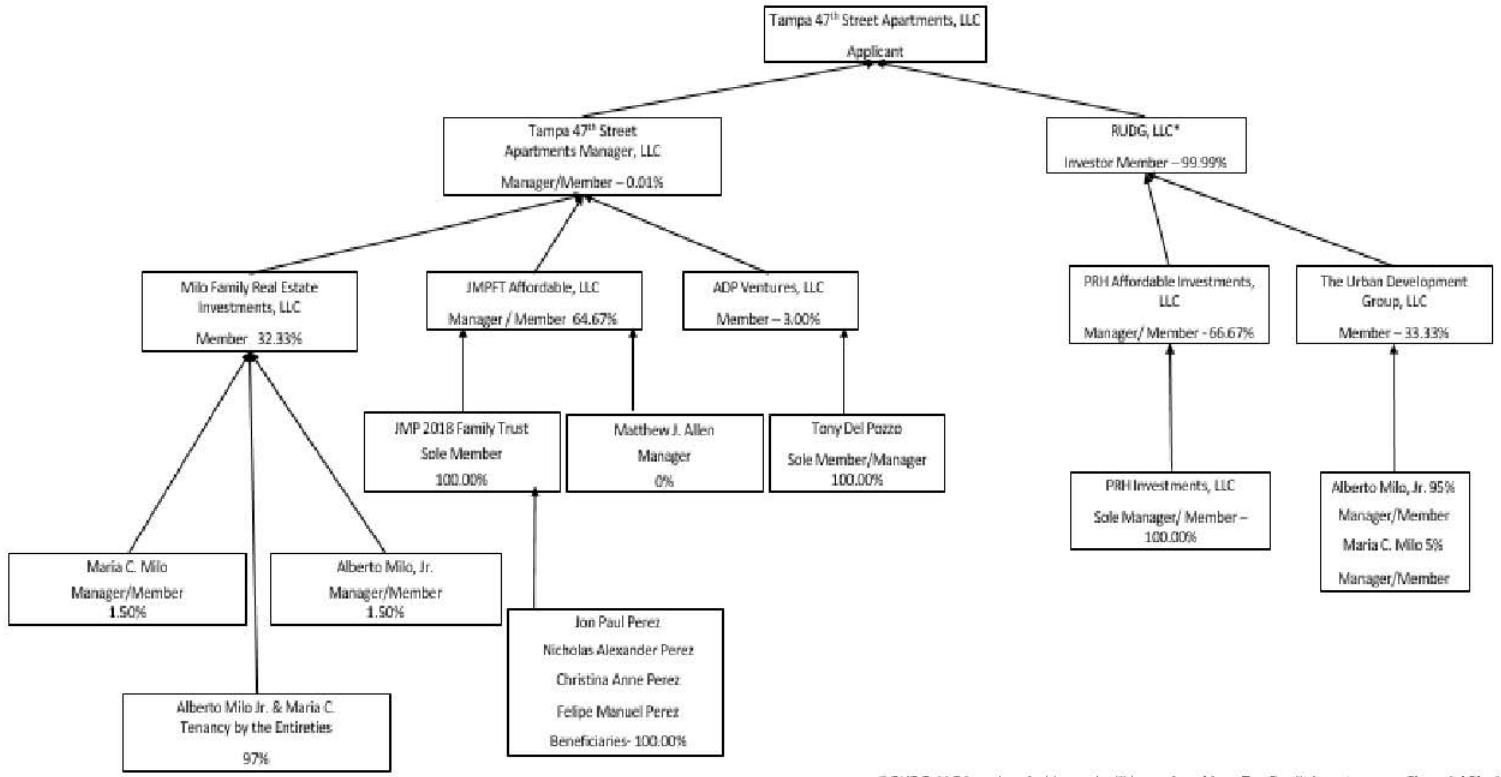 Tampa 47th Street Apartments, LLC
Applicant
Tampa 47th Street
Apartments Manager, LLC
Manager/Member – 0.01%
RUDG, LLC*
Investor Member – 99.99%
Milo Family Real Estate
Investments, LLC
Member 32.33%
JMPFT Affordable, LLC
Manager / Member 64.67%
ADP Ventures, LLC
Member – 3.00%
PRH Affordable Investments,
LLC
Manager/ Member - 66.67%
The Urban Development
Group, LLC
Member – 33.33%
JMP 2018 Family Trust
Sole Member
100.00%
Matthew J. Allen
Manager
0%
Tony Del Pozzo
Sole Member/Manager
100.00%
PRH Investments, LLC
Sole Manager/ Member –
100.00%
Alberto Milo, Jr. 95%
Manager/Member
Maria C. Milo 5%
Manager/Member
Maria C. Milo
Manager/Member
1.50%
Alberto Milo, Jr.
Manager/Member
1.50%
Jon Paul Perez
Nicholas Alexander Perez
Christina Anne Perez
Felipe Manuel Perez
Beneficiaries- 100.00%
Alberto Milo Jr. & Maria C.
Tenancy by the Entireties
97%